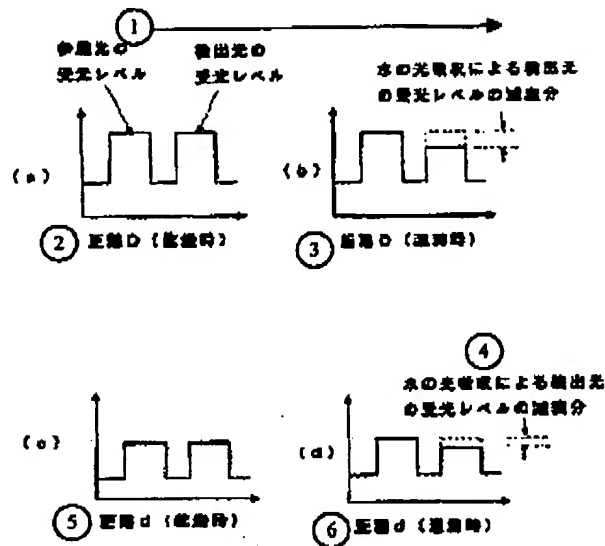 ①
参照光の
受光レベル
検出光の
受光レベル
水の光吸収による検出光
の受光レベルの減衰分
(a)
(b)
② 距離D(乾燥時)
③ 距離D(湿潤時)
④
水の光吸収による検出光
の受光レベルの減衰分
(c)
(d)
⑤ 距離d(乾燥時)
⑥ 距離d(湿潤時)